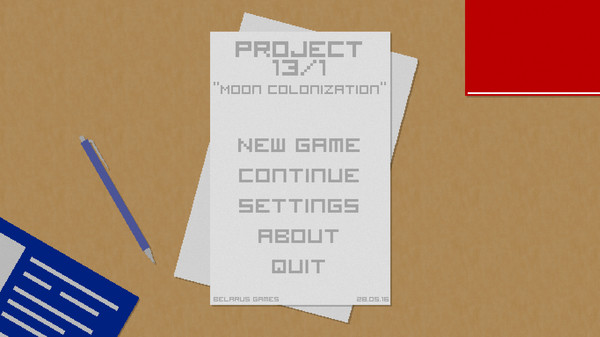 PROJECT
13/1
"MOON COLONIZATION"
NEW GAME
CONTINUE
SETTINGS
ABOUT
QUIT
BELARUS GAMES
28.05.16